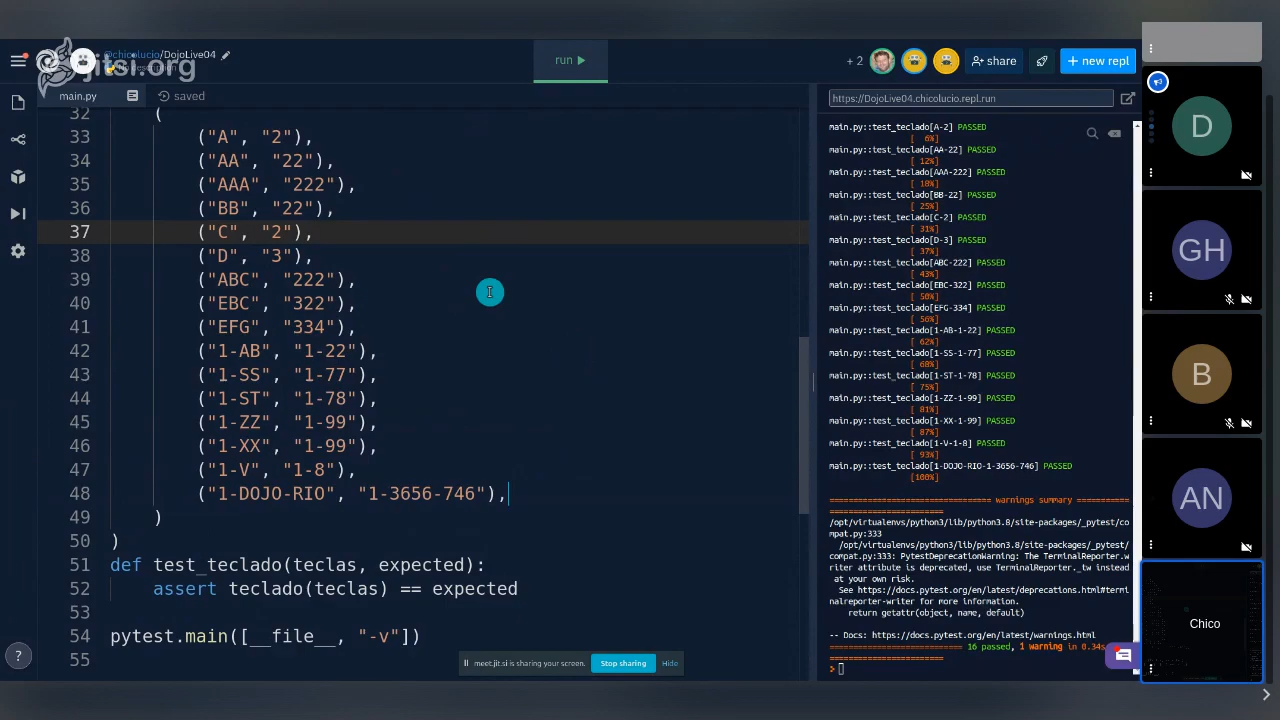 @chicolucio/DojoLive04
No description
jitsi.org
run
+ 2
share
+ new repl
main.py
saved
https://DojoLive04.chicolucio.repl.run
32 (
33 ("A", "2"),
34 ("AA", "22"),
35 ("AAA", "222"),
36 ("BB", "22"),
37 ("C", "2"),
38 ("D", "3"),
39 ("ABC", "222"),
40 ("EBC", "322"),
41 ("EFG", "334"),
42 ("1-AB", "1-22"),
43 ("1-SS", "1-77"),
44 ("1-ST", "1-78"),
45 ("1-ZZ", "1-99"),
46 ("1-XX", "1-99"),
47 ("1-V", "1-8"),
48 ("1-DOJO-RIO", "1-3656-746"),
49 )
50 )
51 def test_teclado(teclas, expected):
52 assert teclado(teclas) == expected
53
54 pytest.main([__file__, "-v"])
55
main.py::test_teclado[A-2] PASSED
[ 6%]
main.py::test_teclado[AA-22] PASSED
[ 12%]
main.py::test_teclado[AAA-222] PASSED
[ 18%]
main.py::test_teclado[BB-22] PASSED
[ 25%]
main.py::test_teclado[C-2] PASSED
[ 31%]
main.py::test_teclado[D-3] PASSED
[ 37%]
main.py::test_teclado[ABC-222] PASSED
[ 43%]
main.py::test_teclado[EBC-322] PASSED
[ 50%]
main.py::test_teclado[EFG-334] PASSED
[ 56%]
main.py::test_teclado[1-AB-1-22] PASSED
[ 62%]
main.py::test_teclado[1-SS-1-77] PASSED
[ 68%]
main.py::test_teclado[1-ST-1-78] PASSED
[ 75%]
main.py::test_teclado[1-ZZ-1-99] PASSED
[ 81%]
main.py::test_teclado[1-XX-1-99] PASSED
[ 87%]
main.py::test_teclado[1-V-1-8] PASSED
[ 93%]
main.py::test_teclado[1-DOJO-RIO-1-3656-746] PASSED
[100%]
=============================== warnings summary ===========
======================
/opt/virtualenvs/python3/lib/python3.8/site-packages/_pytest/co
mpat.py:333
/opt/virtualenvs/python3/lib/python3.8/site-packages/_pytest/
compat.py:333: PytestDeprecationWarning: The TerminalReporter.w
riter attribute is deprecated, use TerminalReporter._tw instead
at your own risk.
See https://docs.pytest.org/en/latest/deprecations.html#termi
nalreporter-writer for more information.
return getattr(object, name, default)
-- Docs: https://docs.pytest.org/en/latest/warnings.html
========================== 16 passed, 1 warning in 0.34s
======================
meet.jit.si is sharing your screen.
Stop sharing
Hide
?
D
GH
B
AN
Chico